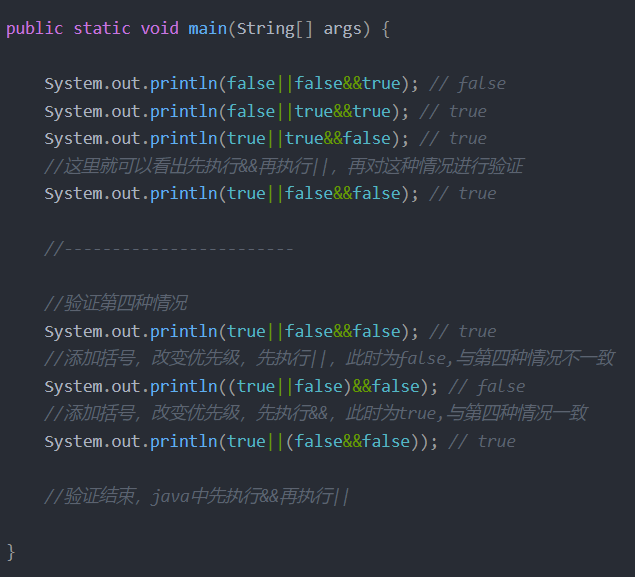 public static void main(String[] args) {
System.out.println(false||false&&true); // false
System.out.println(false||true&&true); // true
System.out.println(true||true&&false); // true
//这里就可以看出先执行&&再执行||，再对这种情况进行验证
System.out.println(true||false&&false); // true
//------------------------
//验证第四种情况
System.out.println(true||false&&false); // true
//添加括号，改变优先级，先执行||，此时为false,与第四种情况不一致
System.out.println((true||false)&&false); // false
//添加括号，改变优先级，先执行&&，此时为true,与第四种情况一致
System.out.println(true||(false&&false)); // true
//验证结束，java中先执行&&再执行||
}